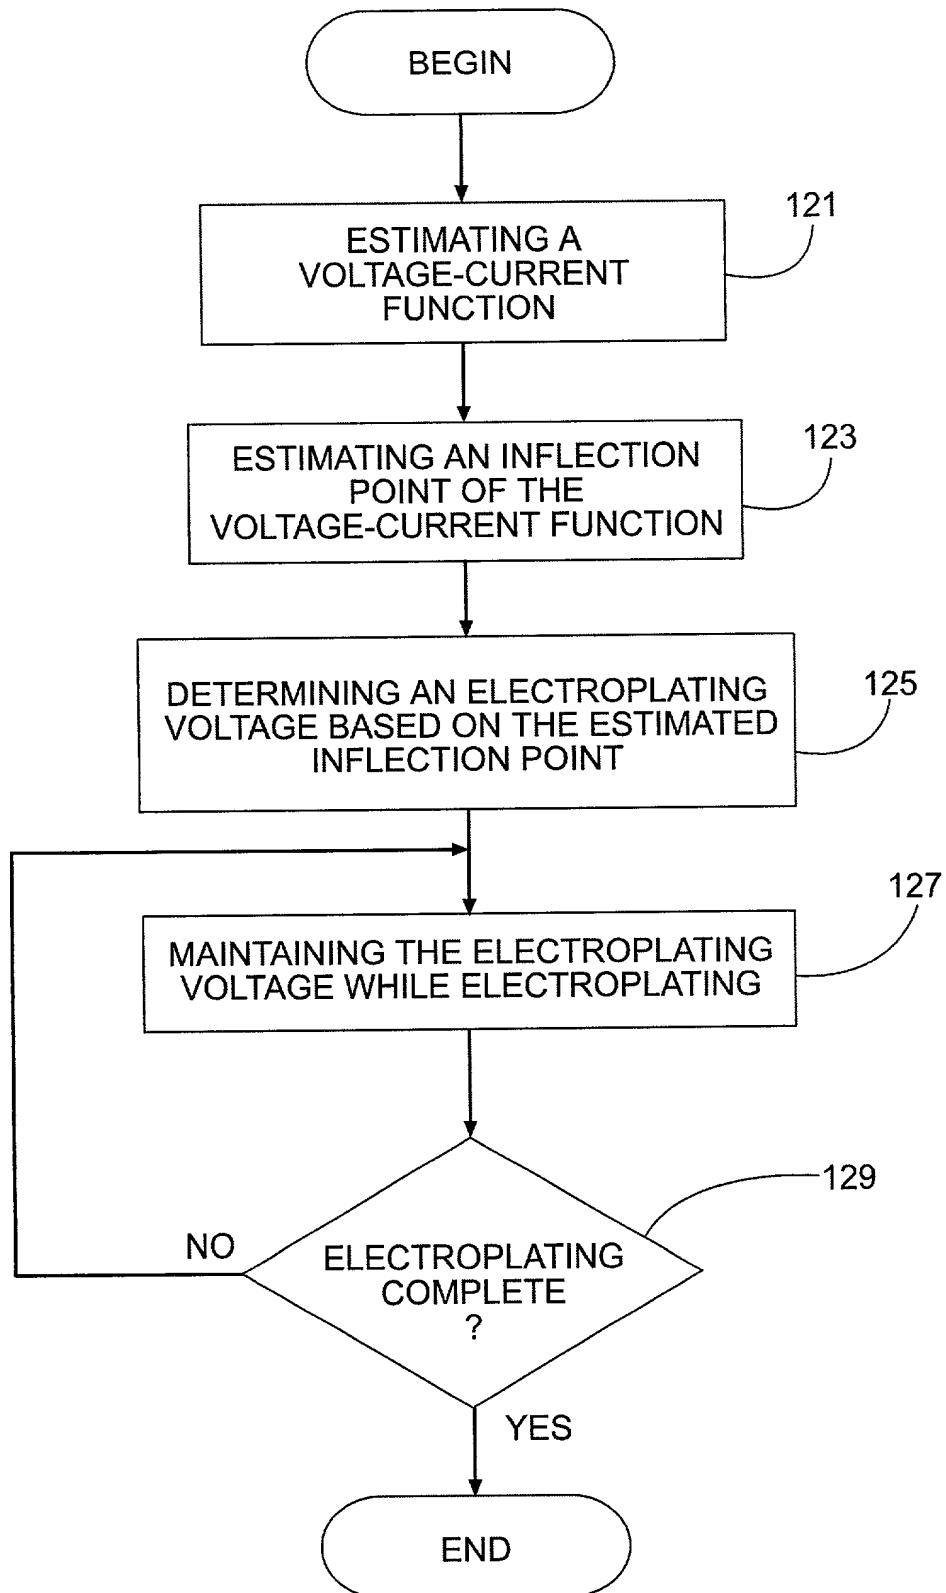 BEGIN
121
ESTIMATING A
VOLTAGE-CURRENT
FUNCTION
123
ESTIMATING AN INFLECTION
POINT OF THE
VOLTAGE-CURRENT FUNCTION
125
DETERMINING AN ELECTROPLATING
VOLTAGE BASED ON THE ESTIMATED
INFLECTION POINT
127
MAINTAINING THE ELECTROPLATING
VOLTAGE WHILE ELECTROPLATING
129
NO
ELECTROPLATING
COMPLETE
?
YES
END